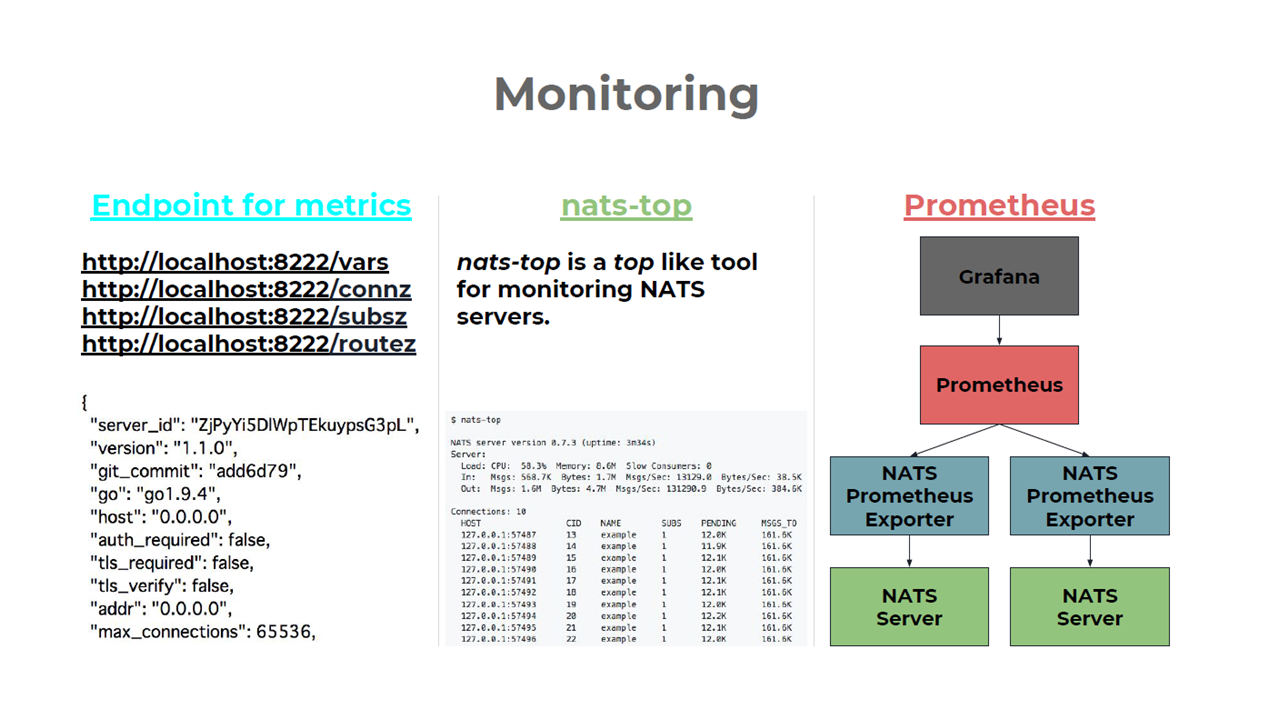 Monitoring
Endpoint for metrics
http://localhost:8222/vars
http://localhost:8222/connz
http://localhost:8222/subsz
http://localhost:8222/routez
{
"server_id": "ZjPyYi5DlWpTEkuypsG3pL",
"version": "1.1.0",
"git_commit": "add6d79",
"go": "go1.9.4",
"host": "0.0.0.0",
"auth_required": false,
"tls_required": false,
"tls_verify": false,
"addr": "0.0.0.0",
"max_connections": 65536,
nats-top
nats-top is a top like tool
for monitoring NATS
servers.
$ nats-top
NATS server version 0.7.3 (uptime: 3m34s)
Server:
Load: CPU: 58.3% Memory: 8.6M Slow Consumers: 0
In: Msgs: 568.7K Bytes: 1.7M Msgs/Sec: 13129.0 Bytes/Sec: 38.5K
Out: Msgs: 1.6M Bytes: 4.7M Msgs/Sec: 131290.9 Bytes/Sec: 384.6K
Connections: 10
HOST CID NAME SUBS PENDING MSGS_TO
127.0.0.1:57487 13 example 1 12.0K 161.6K
127.0.0.1:57488 14 example 1 11.9K 161.6K
127.0.0.1:57489 15 example 1 12.1K 161.6K
127.0.0.1:57490 16 example 1 12.0K 161.6K
127.0.0.1:57491 17 example 1 12.1K 161.6K
127.0.0.1:57492 18 example 1 12.1K 161.6K
127.0.0.1:57493 19 example 1 12.0K 161.6K
127.0.0.1:57494 20 example 1 12.2K 161.6K
127.0.0.1:57495 21 example 1 12.1K 161.6K
127.0.0.1:57496 22 example 1 12.0K 161.6K
Prometheus
Grafana
Prometheus
NATS
Prometheus
Exporter
NATS
Prometheus
Exporter
NATS
Server
NATS
Server